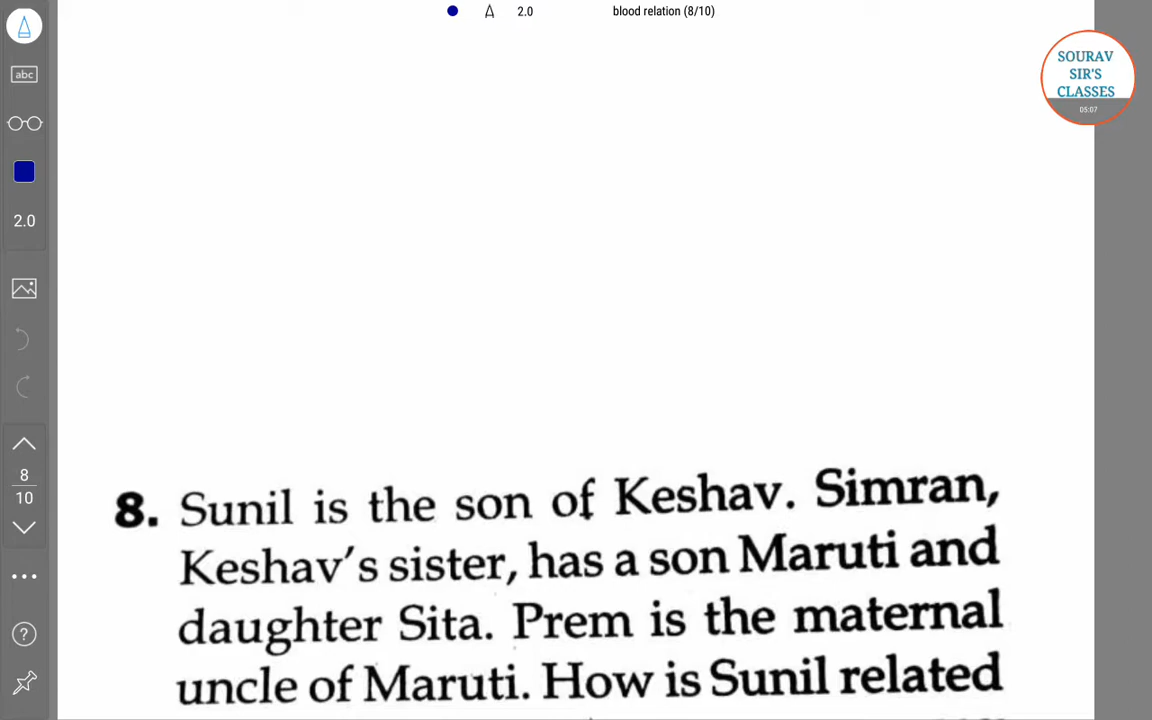 2.0 blood relation (8/10)
SOURAV
SIR'S
CLASSES
05:07
abc
2.0
8
10
?
8. Sunil is the son of Keshav. Simran,
Keshav's sister, has a son Maruti and
daughter Sita. Prem is the maternal
uncle of Maruti. How is Sunil related